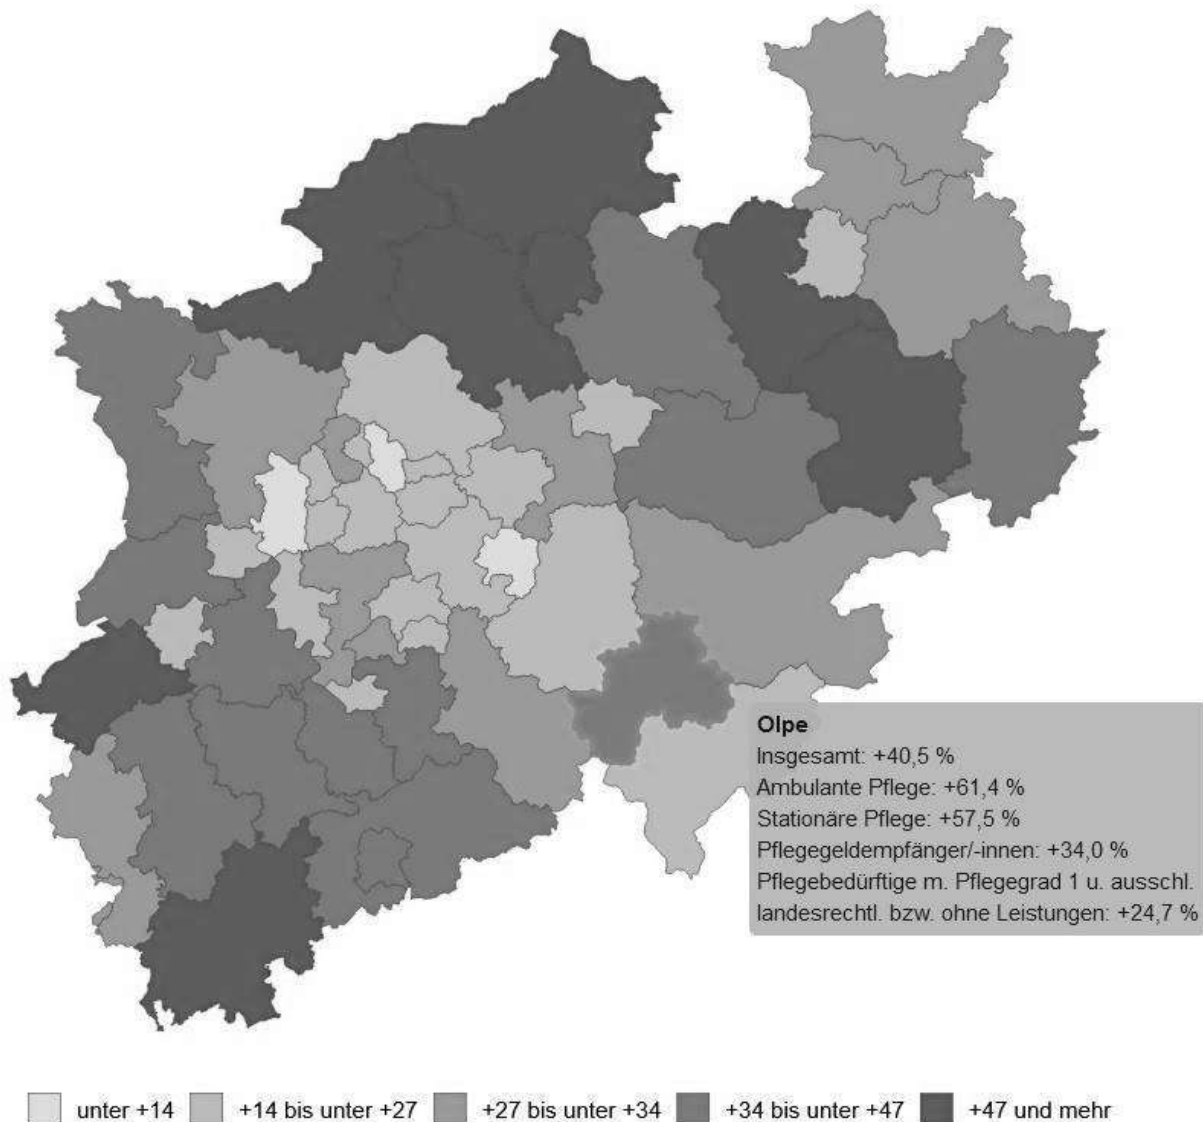 Olpe
Insgesamt: +40,5 %
Ambulante Pflege: +61,4 %
Stationäre Pflege: +57,5 %
Pflegegeldempfänger/-innen: +34,0 %
Pflegebedürftige m. Pflegegrad 1 u. ausschl.
landesrechtl. bzw. ohne Leistungen: +24,7 %
unter +14 +14 bis unter +27 +27 bis unter +34 +34 bis unter +47 +47 und mehr